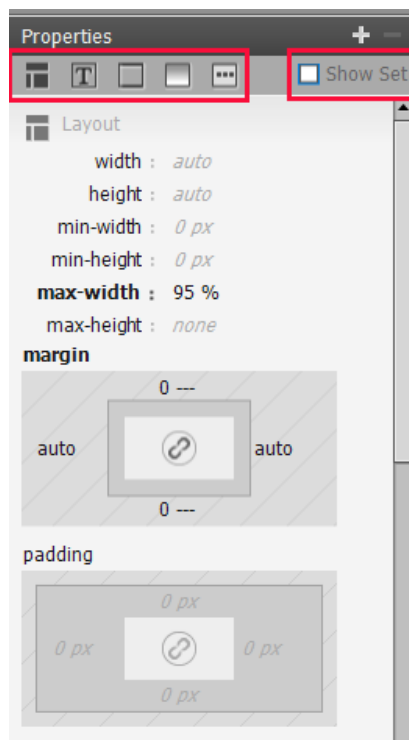 Properties
T
Show Set
Layout
width : auto
height : auto
min-width : 0 px
min-height : 0 px
max-width : 95 %
max-height : none
margin
0 ---
auto auto
0 ---
padding
0 px
0 px 0 px
0 px